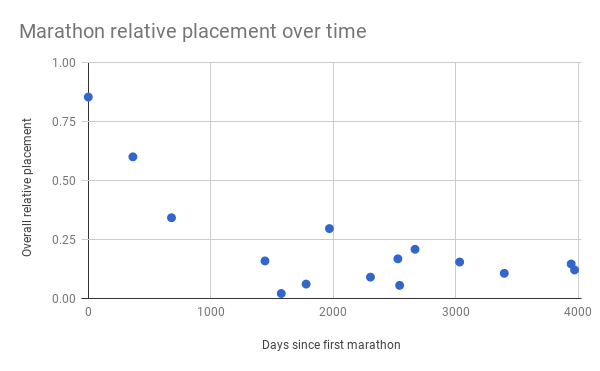 Marathon relative placement over time
1.00
0.75
0.50
0.25
0.00
Overall relative placement
0 1000 2000 3000 4000
Days since first marathon